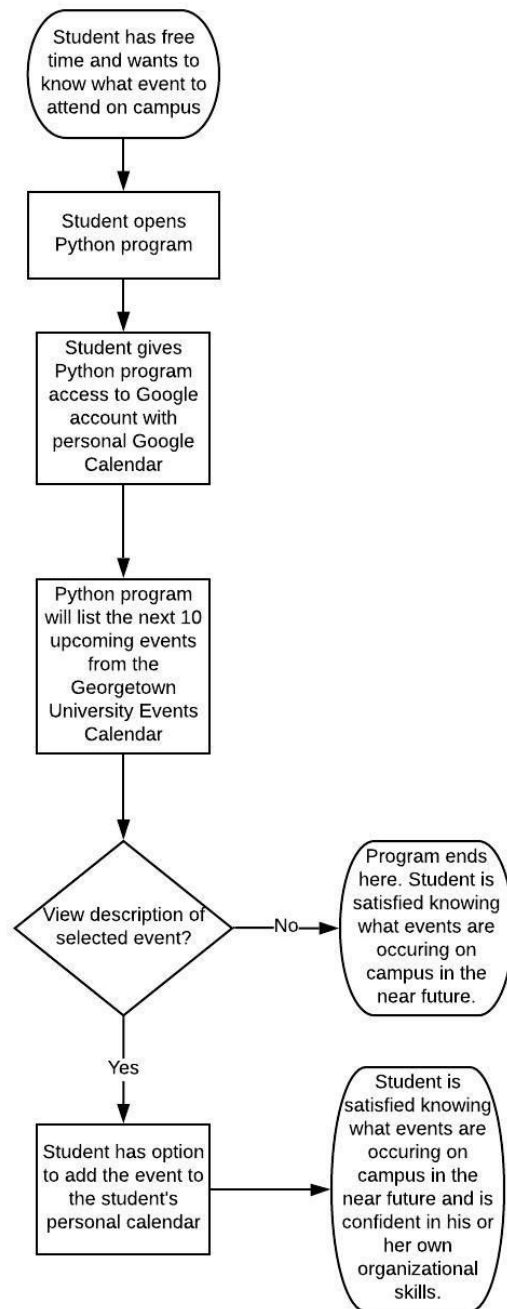 Student has free
time and wants to
know what event to
attend on campus
Student opens
Python program
Student gives
Python program
access to Google
account with
personal Google
Calendar
Python program
will list the next 10
upcoming events
from the
Georgetown
University Events
Calendar
View description of
selected event?
No
Program ends
here. Student is
satisfied knowing
what events are
occuring on
campus in the
near future.
Yes
Student has option
to add the event to
the student's
personal calendar
Student is
satisfied knowing
what events are
occuring on
campus in the
near future and is
confident in his or
her own
organizational
skills.